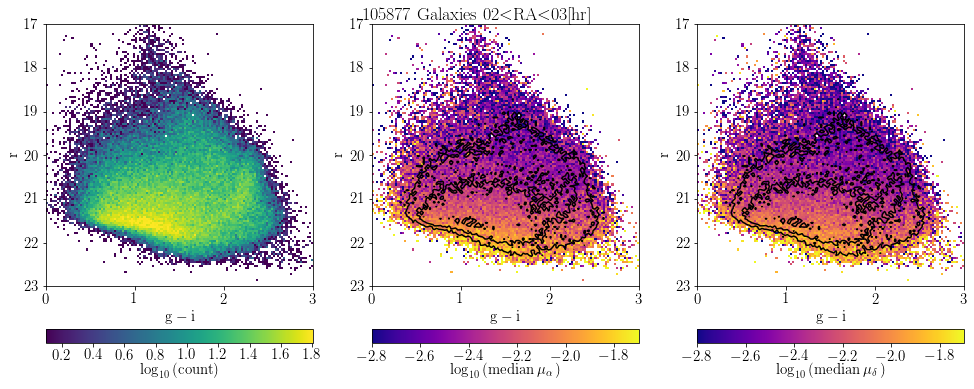 105877 Galaxies 02<RA<03[hr]
17
18
19
20
21
22
23
r
0 1 2 3
g − i
0.2 0.4 0.6 0.8 1.0 1.2 1.4 1.6 1.8
log10(count)
17
18
19
20
21
22
23
r
0 1 2 3
g − i
−2.8 −2.6 −2.4 −2.2 −2.0 −1.8
log10(median μα)
17
18
19
20
21
22
23
r
0 1 2 3
g − i
−2.8 −2.6 −2.4 −2.2 −2.0 −1.8
log10(median μδ)